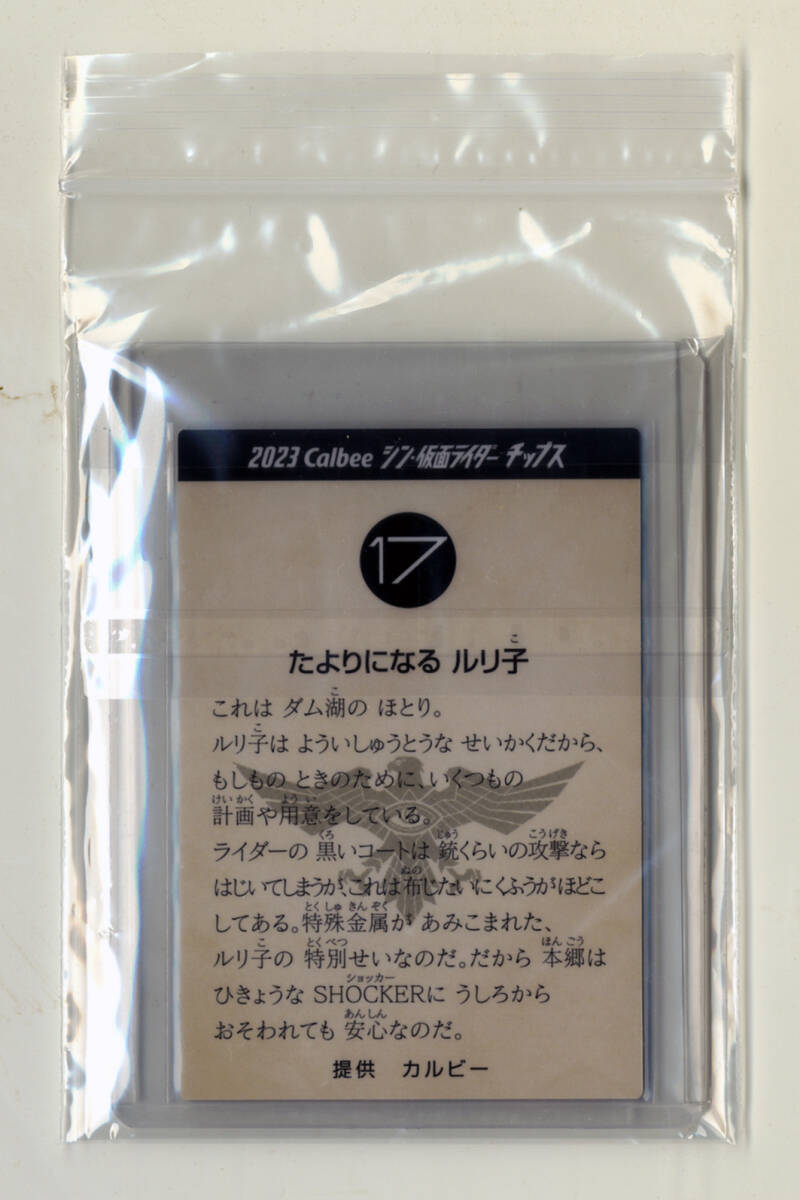 2023 Calbee シン・仮面ライダー チップス
17
たよりになる ルリ子
これは ダム湖の ほとり。
ルリ子は よういしゅうとうな せいかくだから、
もしもの ときのために、いくつもの
計画や用意をしている。
ライダーの 黒いコートは 銃くらいの攻撃なら
はじいてしまうが、これは布じたいにくふうがほどこ
してある。特殊金属が あみこまれた、
ルリ子の 特別せいなのだ。だから 本郷は
ひきょうな SHOCKERに うしろから
おそわれても 安心なのだ。
提供 カルビー